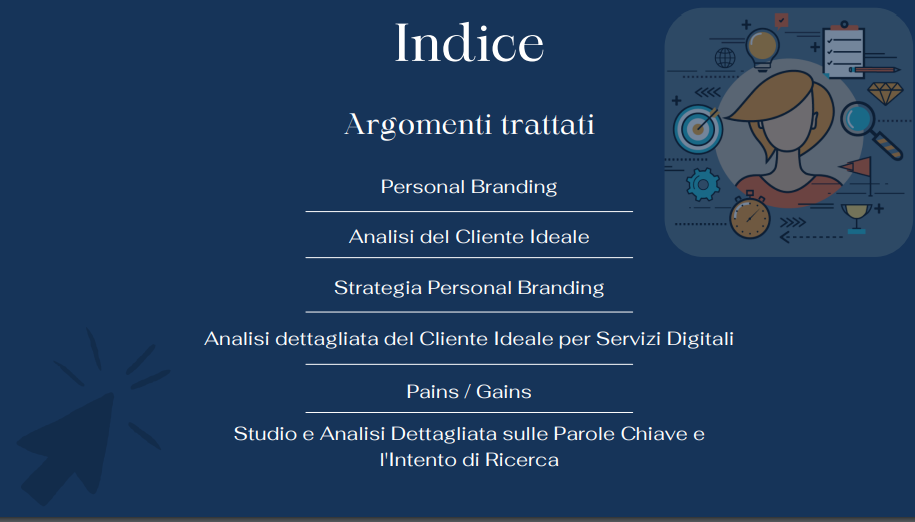 Indice
Argomenti trattati
Personal Branding
Analisi del Cliente Ideale
Strategia Personal Branding
Analisi dettagliata del Cliente Ideale per Servizi Digitali
Pains / Gains
Studio e Analisi Dettagliata sulle Parole Chiave e
l'Intento di Ricerca